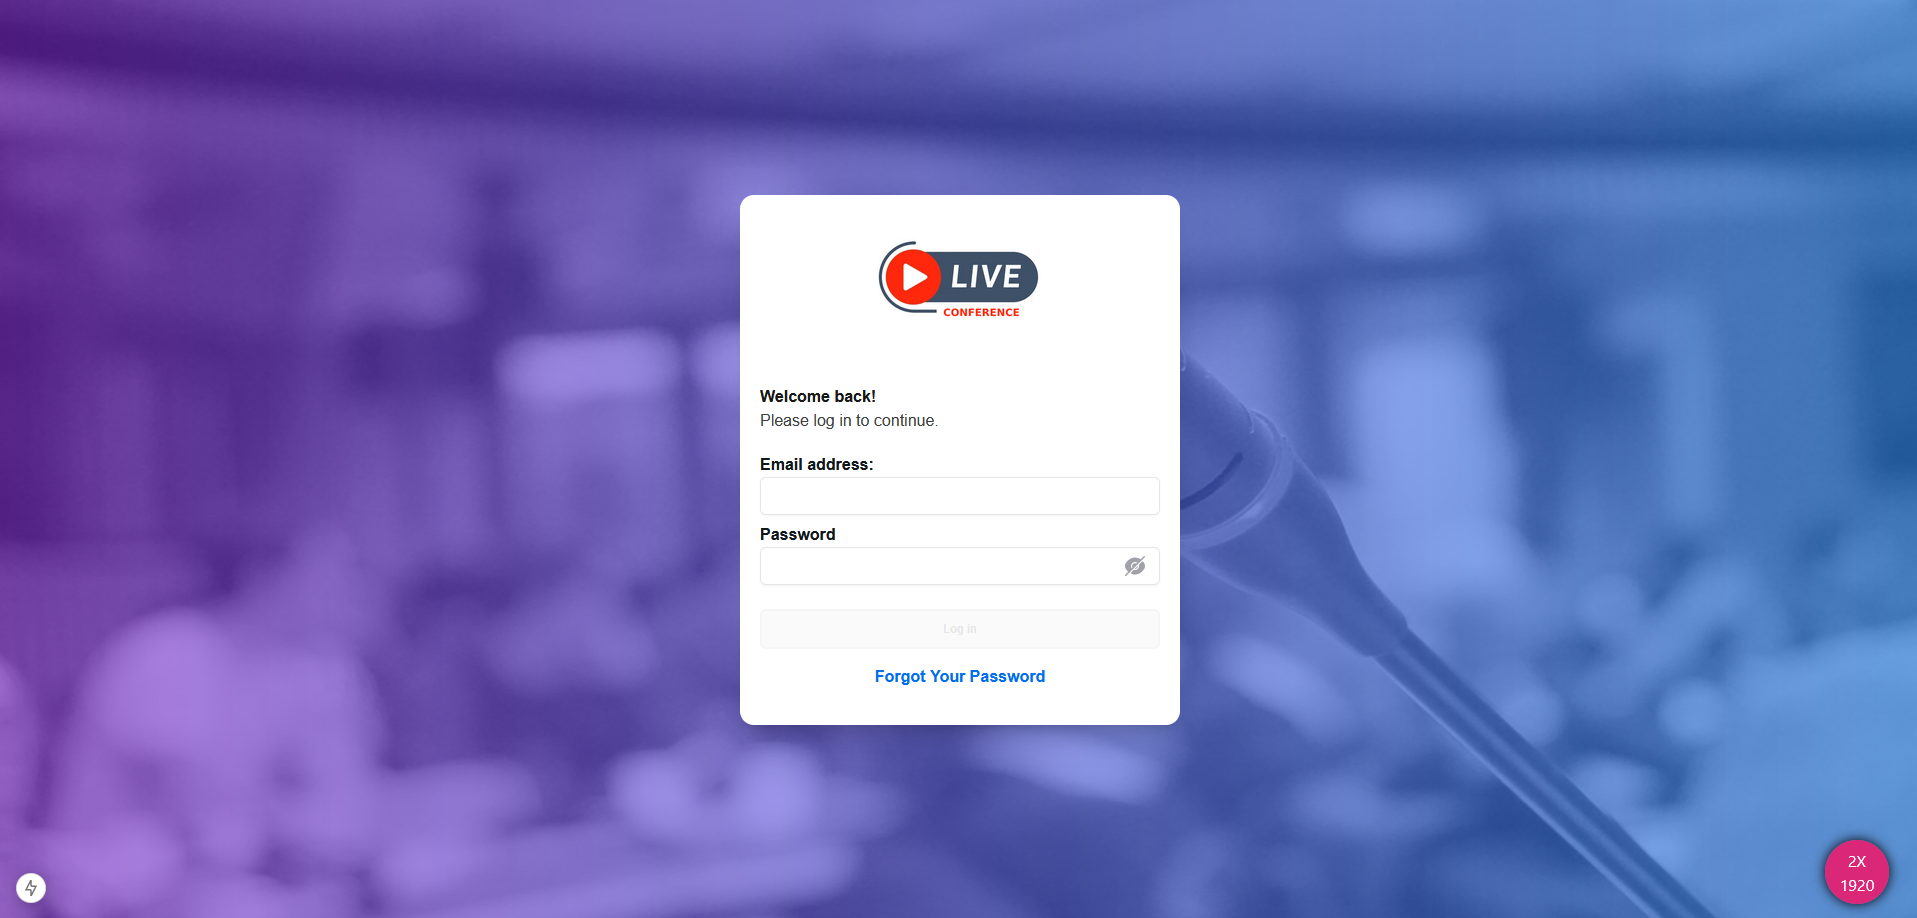 LIVE
CONFERENCE
Welcome back!
Please log in to continue.
Email address:
Password
Log in
Forgot Your Password
2X
1920